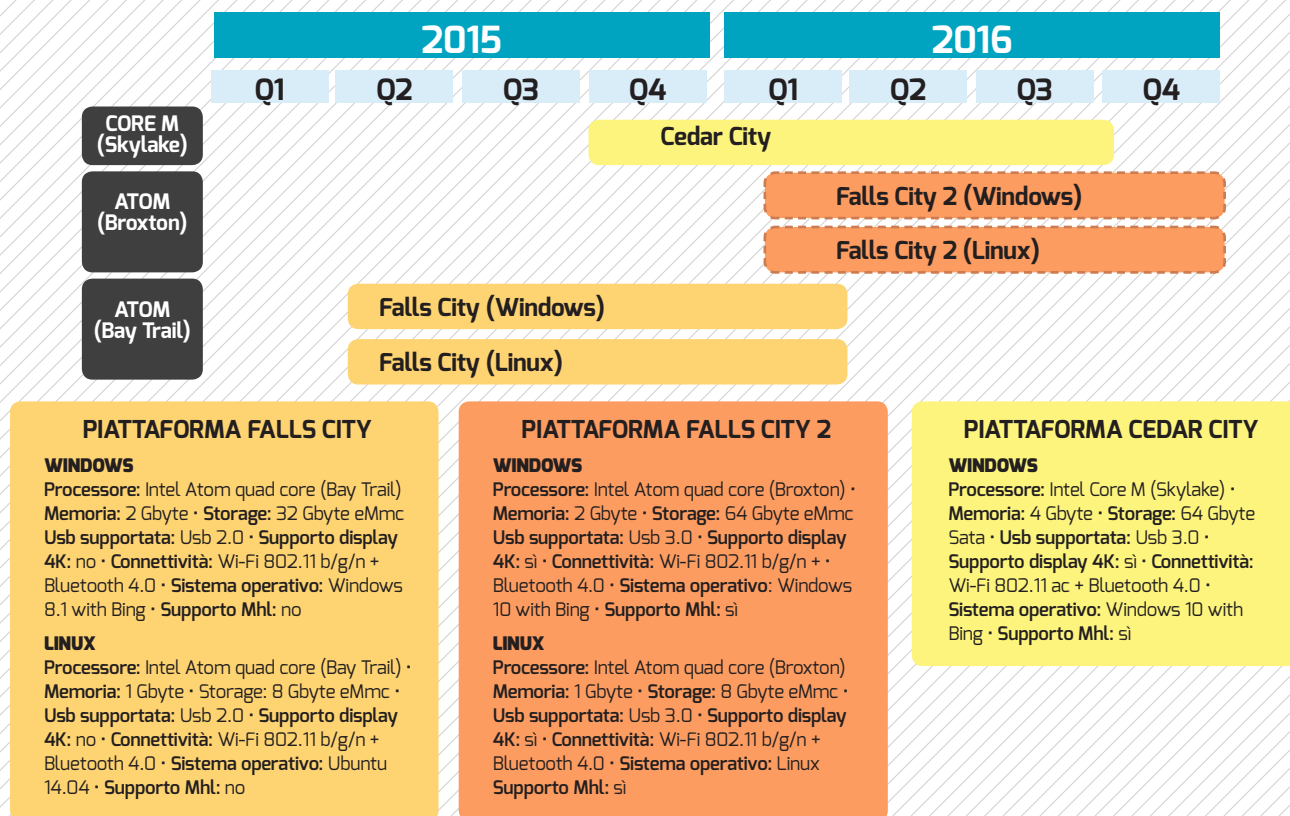 2015
2016
Q1
Q2
Q3
Q4
Q1
Q2
Q3
Q4
CORE M
(Skylake)
Cedar City
ATOM
(Broxton)
Falls City 2 (Windows)
Falls City 2 (Linux)
ATOM
(Bay Trail)
Falls City (Windows)
Falls City (Linux)
PIATTAFORMA FALLS CITY
WINDOWS
Processore: Intel Atom quad core (Bay Trail)
Memoria: 2 Gbyte · Storage: 32 Gbyte eMmc
Usb supportata: Usb 2.0 · Supporto display
4K: no · Connettività: Wi-Fi 802.11 b/g/n +
Bluetooth 4.0 · Sistema operativo: Windows
8.1 with Bing · Supporto Mhl: no
LINUX
Processore: Intel Atom quad core (Bay Trail) ·
Memoria: 1 Gbyte · Storage: 8 Gbyte eMmc ·
Usb supportata: Usb 2.0 · Supporto display
4K: no · Connettività: Wi-Fi 802.11 b/g/n +
Bluetooth 4.0 · Sistema operativo: Ubuntu
14.04 · Supporto Mhl: no
PIATTAFORMA FALLS CITY 2
WINDOWS
Processore: Intel Atom quad core (Broxton) ·
Memoria: 2 Gbyte · Storage: 64 Gbyte eMmc
Usb supportata: Usb 3.0 · Supporto display
4K: sì · Connettività: Wi-Fi 802.11 b/g/n + ·
Bluetooth 4.0 · Sistema operativo: Windows
10 with Bing · Supporto Mhl: sì
LINUX
Processore: Intel Atom quad core (Broxton)
Memoria: 1 Gbyte · Storage: 8 Gbyte eMmc ·
Usb supportata: Usb 3.0 · Supporto display
4K: sì · Connettività: Wi-Fi 802.11 b/g/n +
Bluetooth 4.0 · Sistema operativo: Linux
Supporto Mhl: sì
PIATTAFORMA CEDAR CITY
WINDOWS
Processore: Intel Core M (Skylake) ·
Memoria: 4 Gbyte · Storage: 64 Gbyte
Sata · Usb supportata: Usb 3.0 ·
Supporto display 4K: sì · Connettività:
Wi-Fi 802.11 ac + Bluetooth 4.0 ·
Sistema operativo: Windows 10 with
Bing · Supporto Mhl: sì